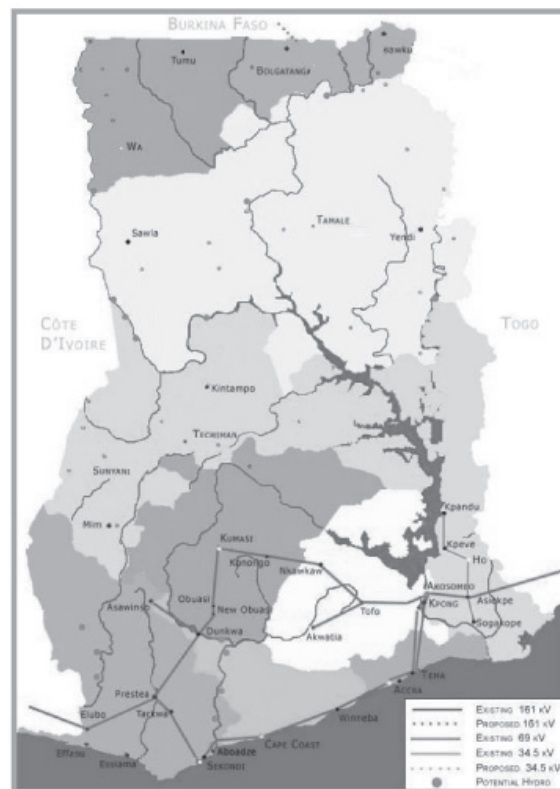 BURKINA FASO
Tumu
BOLGATANGA
BAWKU
WA
TAMALE
Sawla
Yendi
CÔTE
D'IVOIRE
TOGO
Kintampo
TECHIMAN
SUNYANI
Mim
Kpandu
KUMASI
Konongo
Kpeve
Ho
Nkawkaw
AKOSOMBO
Asawinso
Obuasi
New Obuasi
KPONG
Asiekpe
Tofo
Sogakope
Dunkwa
Akwatia
Prestea
TEMA
ACCRA
Elubo
Tarkwa
Winneba
CAPE COAST
Effasu
Essiama
Aboadze
SEKONDI
EXISTING 161 KV
PROPOSED 161 KV
EXISTING 69 KV
EXISTING 34.5 KV
PROPOSED 34.5 KV
POTENTIAL HYDRO